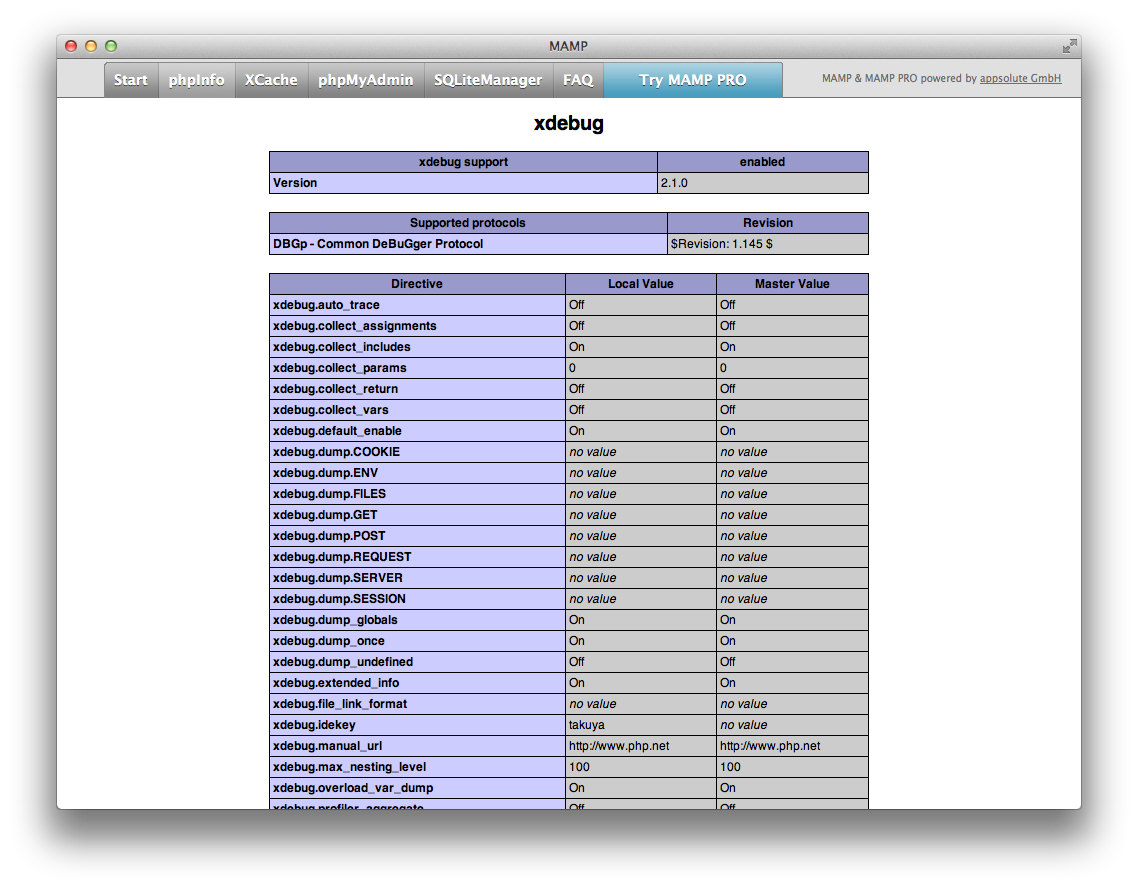 MAMP
Start phpInfo XCache phpMyAdmin SQLiteManager FAQ Try MAMP PRO MAMP & MAMP PRO powered by appsolute GmbH
xdebug
xdebug support enabled
Version 2.1.0
Supported protocols Revision
DBGp - Common DeBuGger Protocol $Revision: 1.145 $
Directive Local Value Master Value
xdebug.auto_trace Off Off
xdebug.collect_assignments Off Off
xdebug.collect_includes On On
xdebug.collect_params 0 0
xdebug.collect_return Off Off
xdebug.collect_vars Off Off
xdebug.default_enable On On
xdebug.dump.COOKIE no value no value
xdebug.dump.ENV no value no value
xdebug.dump.FILES no value no value
xdebug.dump.GET no value no value
xdebug.dump.POST no value no value
xdebug.dump.REQUEST no value no value
xdebug.dump.SERVER no value no value
xdebug.dump.SESSION no value no value
xdebug.dump_globals On On
xdebug.dump_once On On
xdebug.dump_undefined Off Off
xdebug.extended_info On On
xdebug.file_link_format no value no value
xdebug.idekey takuya no value
xdebug.manual_url http://www.php.net http://www.php.net
xdebug.max_nesting_level 100 100
xdebug.overload_var_dump On On
xdebug.profiler_aggregate Off Off